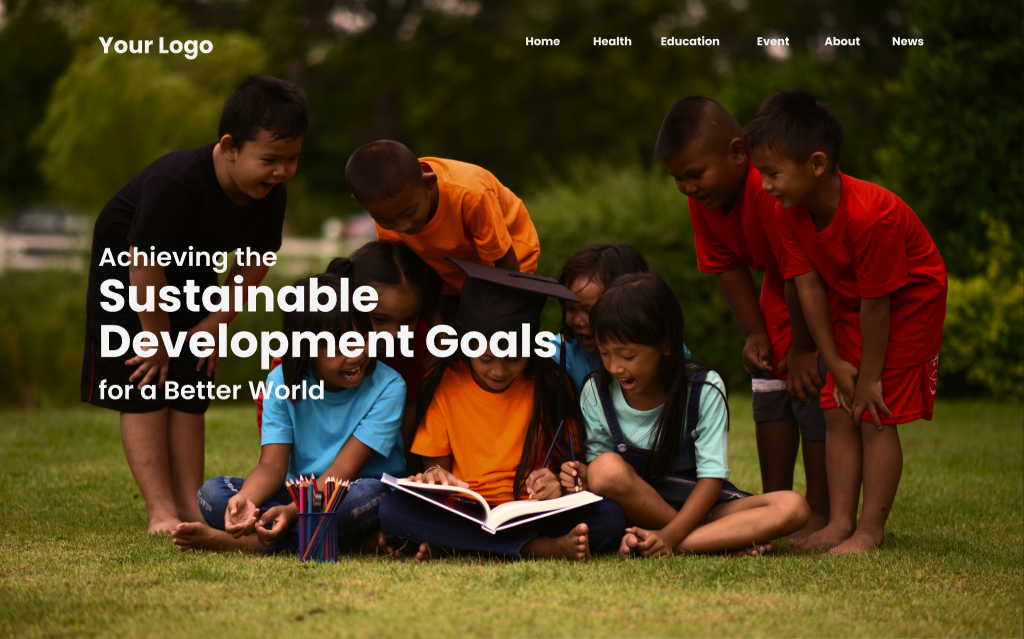 Your Logo
Home Health Education Event About News
Achieving the
Sustainable
Development Goals
for a Better World